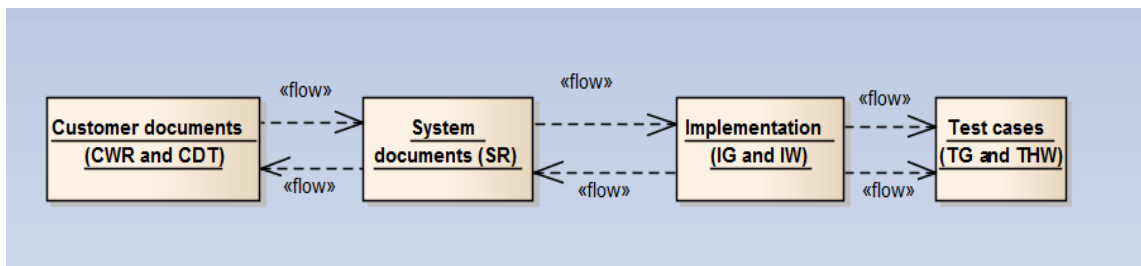 «flow»
«flow»
«flow»
Customer documents
(CWR and CDT)
System
documents (SR)
Implementation
(IG and IW)
Test cases
(TG and THW)
«flow»
«flow»
«flow»